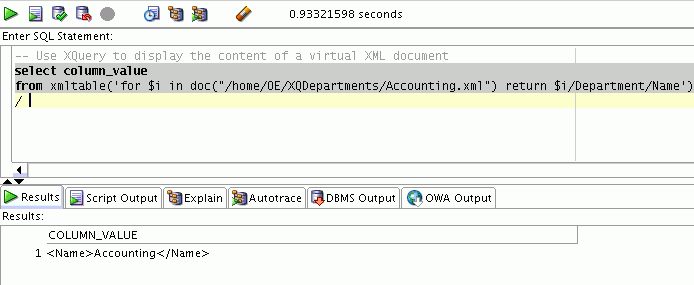 0.93321598 seconds
Enter SQL Statement:
-- Use XQuery to display the content of a virtual XML document
select column_value
from xmltable('for $i in doc("/home/OE/XQDepartments/Accounting.xml") return $i/Department/Name')
/
Results Script Output Explain Autotrace DBMS Output OWA Output
Results:
COLUMN_VALUE
1 <Name>Accounting</Name>